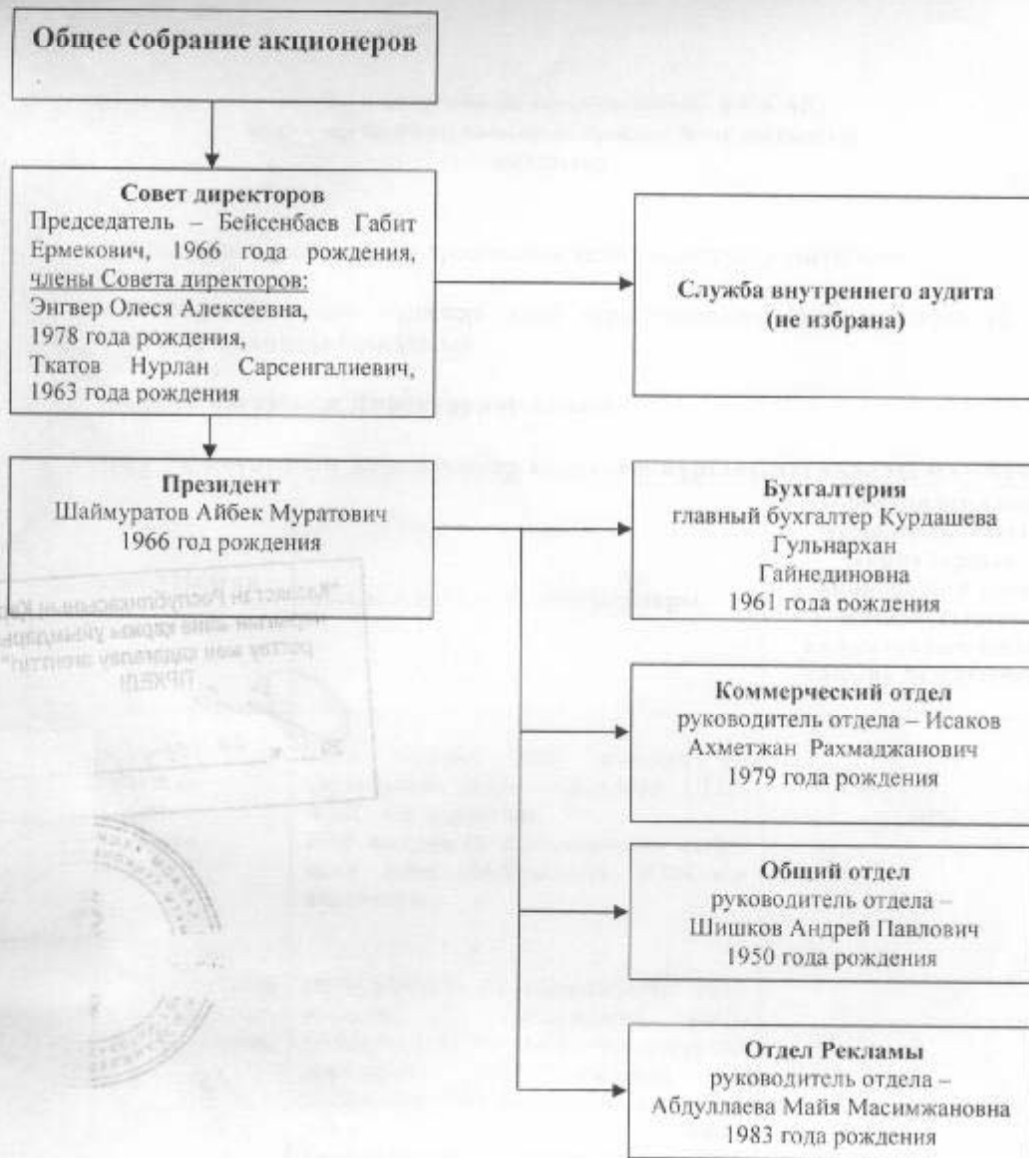 Общее собрание акционеров
Совет директоров
Председатель – Бейсенбаев Габит
Ермекович, 1966 года рождения,
члены Совета директоров:
Энгвер Олеся Алексеевна,
1978 года рождения,
Ткатов Нурлан Сарсенгалиевич,
1963 года рождения
Служба внутреннего аудита
(не избрана)
Президент
Шаймуратов Айбек Муратович
1966 год рождения
Бухгалтерия
главный бухгалтер Курдашева
Гульнархан
Гайнединовна
1961 года рождения
Коммерческий отдел
руководитель отдела – Исаков
Ахметжан Рахмаджанович
1979 года рождения
Общий отдел
руководитель отдела –
Шишков Андрей Павлович
1950 года рождения
Отдел Рекламы
руководитель отдела –
Абдуллаева Майя Масимжановна
1983 года рождения